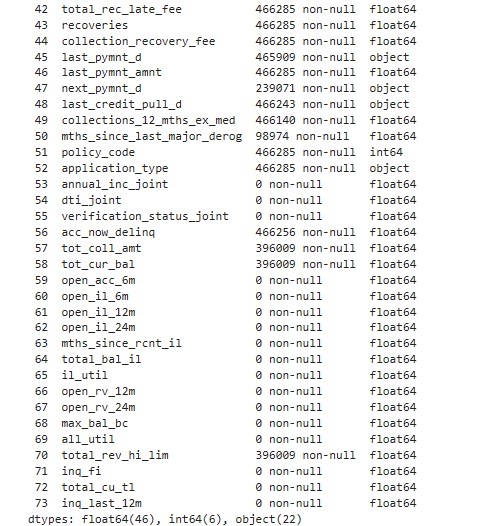 42 total_rec_late_fee 466285 non-null float64
43 recoveries 466285 non-null float64
44 collection_recovery_fee 466285 non-null float64
45 last_pymnt_d 465909 non-null object
46 last_pymnt_amnt 466285 non-null float64
47 next_pymnt_d 239071 non-null object
48 last_credit_pull_d 466243 non-null object
49 collections_12_mths_ex_med 466140 non-null float64
50 mths_since_last_major_derog 98974 non-null float64
51 policy_code 466285 non-null int64
52 application_type 466285 non-null object
53 annual_inc_joint 0 non-null float64
54 dti_joint 0 non-null float64
55 verification_status_joint 0 non-null float64
56 acc_now_delinq 466256 non-null float64
57 tot_coll_amt 396009 non-null float64
58 tot_cur_bal 396009 non-null float64
59 open_acc_6m 0 non-null float64
60 open_il_6m 0 non-null float64
61 open_il_12m 0 non-null float64
62 open_il_24m 0 non-null float64
63 mths_since_rcnt_il 0 non-null float64
64 total_bal_il 0 non-null float64
65 il_util 0 non-null float64
66 open_rv_12m 0 non-null float64
67 open_rv_24m 0 non-null float64
68 max_bal_bc 0 non-null float64
69 all_util 0 non-null float64
70 total_rev_hi_lim 396009 non-null float64
71 inq_fi 0 non-null float64
72 total_cu_tl 0 non-null float64
73 inq_last_12m 0 non-null float64
dtypes: float64(46), int64(6), object(22)